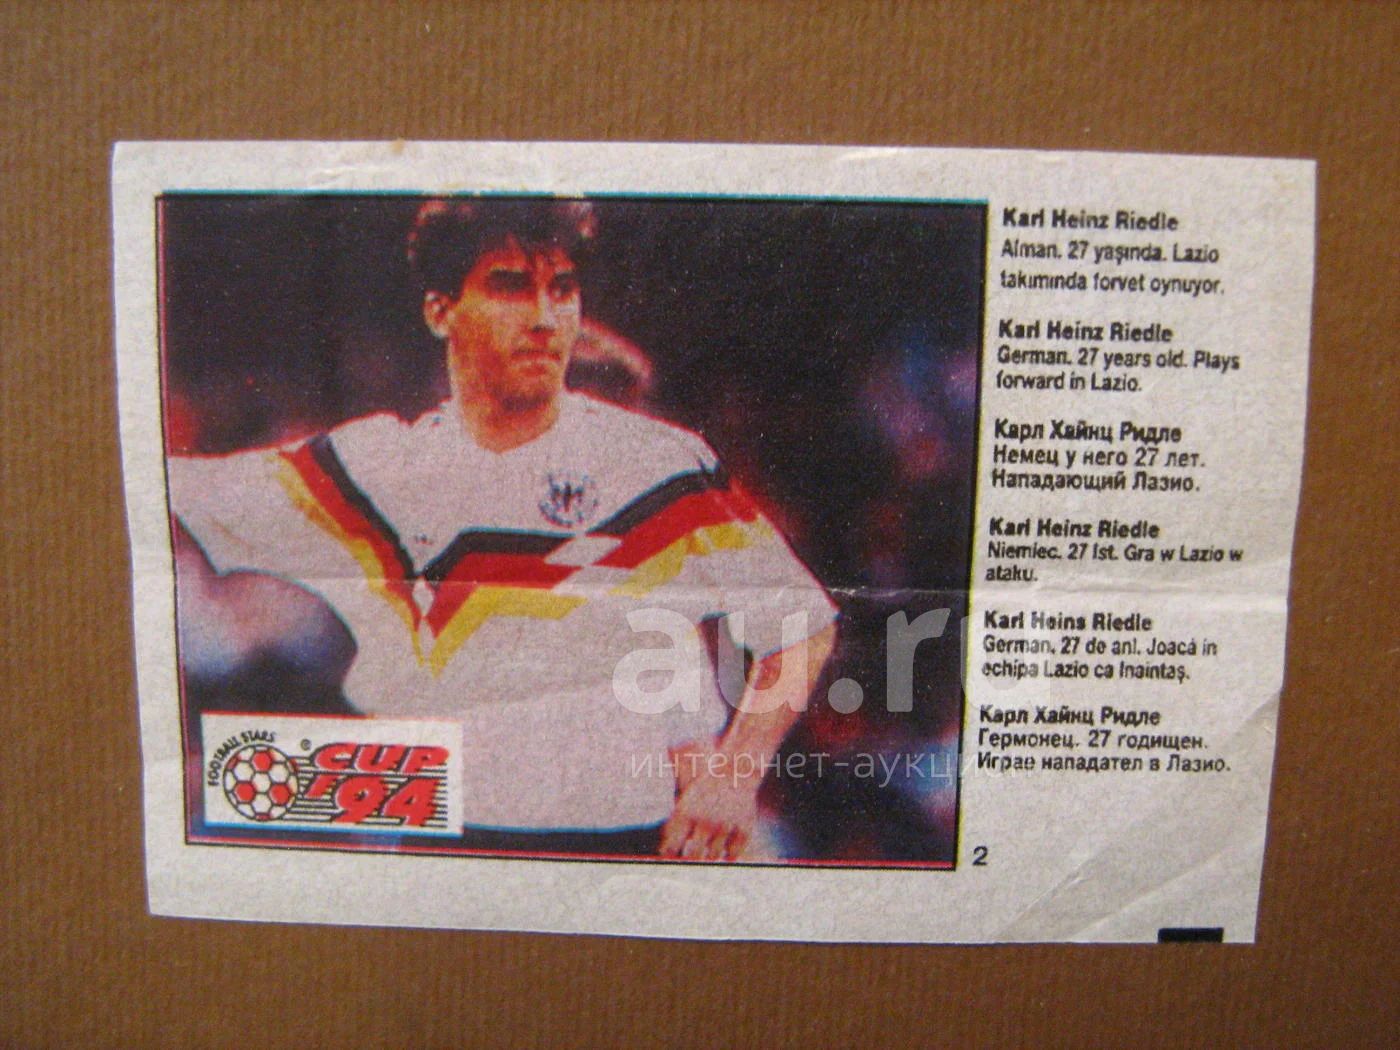 Karl Heinz Riedle
Alman. 27 yaşında. Lazio
takımında forvet oynuyor.
Karl Heinz Riedle
German. 27 years old. Plays
forward in Lazio.
Карл Хайнц Ридле
Немец у него 27 лет.
Нападающий Лазио.
Karl Heinz Riedle
Niemiec. 27 lst. Gra w Lazio w
ataku.
Karl Heins Riedle
German, 27 de ani. Joacá in
echipa Lazio ca Inaintaş.
Карл Хайнц Ридле
Гермонец. 27 годишен.
Играе нападател в Лазио.
2
FOOTBALL STARS
© CUP
'94
au.ru
интернет-аукцион